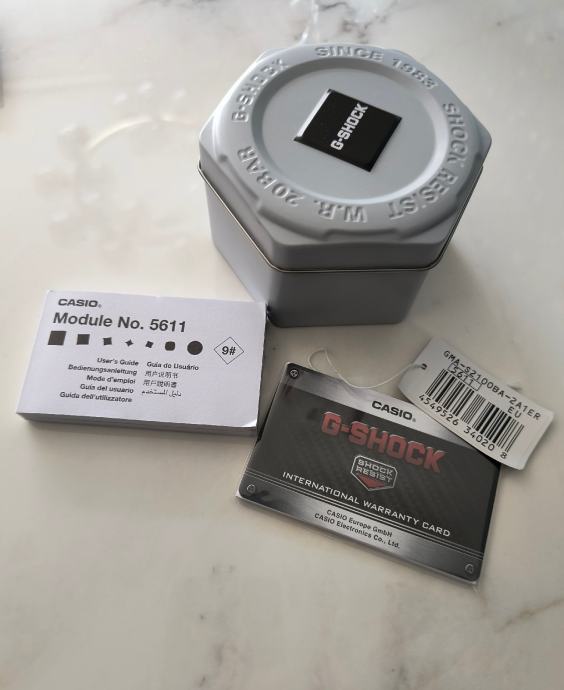 SINCE 1983
G-SHOCK
SHOCK RESIST
W.R. 20BAR
G-SHOCK
CASIO®
Module No. 5611
9#
User's Guide
Bedienungsanleitung
Mode d'emploi
Guía del usuario
Guida dell'utilizzatore
Guia do Usuário
用户说明书
用戶說明書
دليل المستخدم
GMA-S2100BA-2A1ER
(5611)
EU
4549526 34020 8
CASIO®
G-SHOCK
SHOCK
RESIST
INTERNATIONAL WARRANTY CARD
CASIO Europe GmbH
CASIO Electronics Co., Ltd.